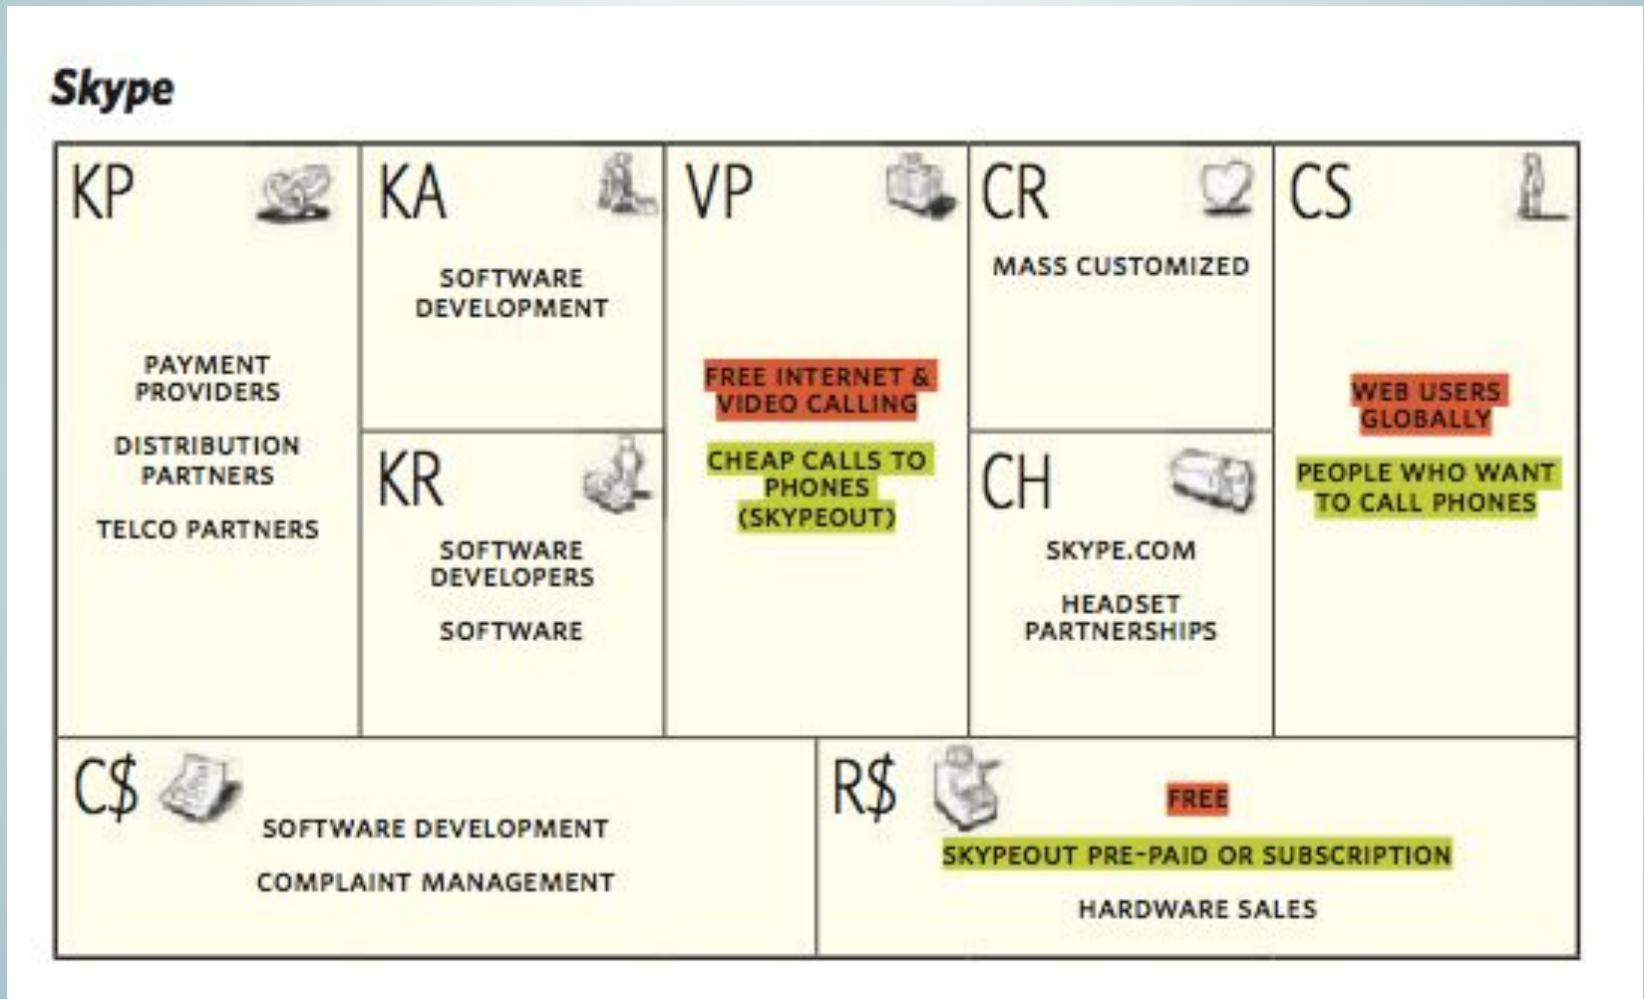 Skype
KP
PAYMENT
PROVIDERS
DISTRIBUTION
PARTNERS
TELCO PARTNERS
KA
SOFTWARE
DEVELOPMENT
KR
SOFTWARE
DEVELOPERS
SOFTWARE
VP
FREE INTERNET &
VIDEO CALLING
CHEAP CALLS TO
PHONES
(SKYPEOUT)
CR
MASS CUSTOMIZED
CH
SKYPE.COM
HEADSET
PARTNERSHIPS
CS
WEB USERS
GLOBALLY
PEOPLE WHO WANT
TO CALL PHONES
C$
SOFTWARE DEVELOPMENT
COMPLAINT MANAGEMENT
R$
FREE
SKYPEOUT PRE-PAID OR SUBSCRIPTION
HARDWARE SALES